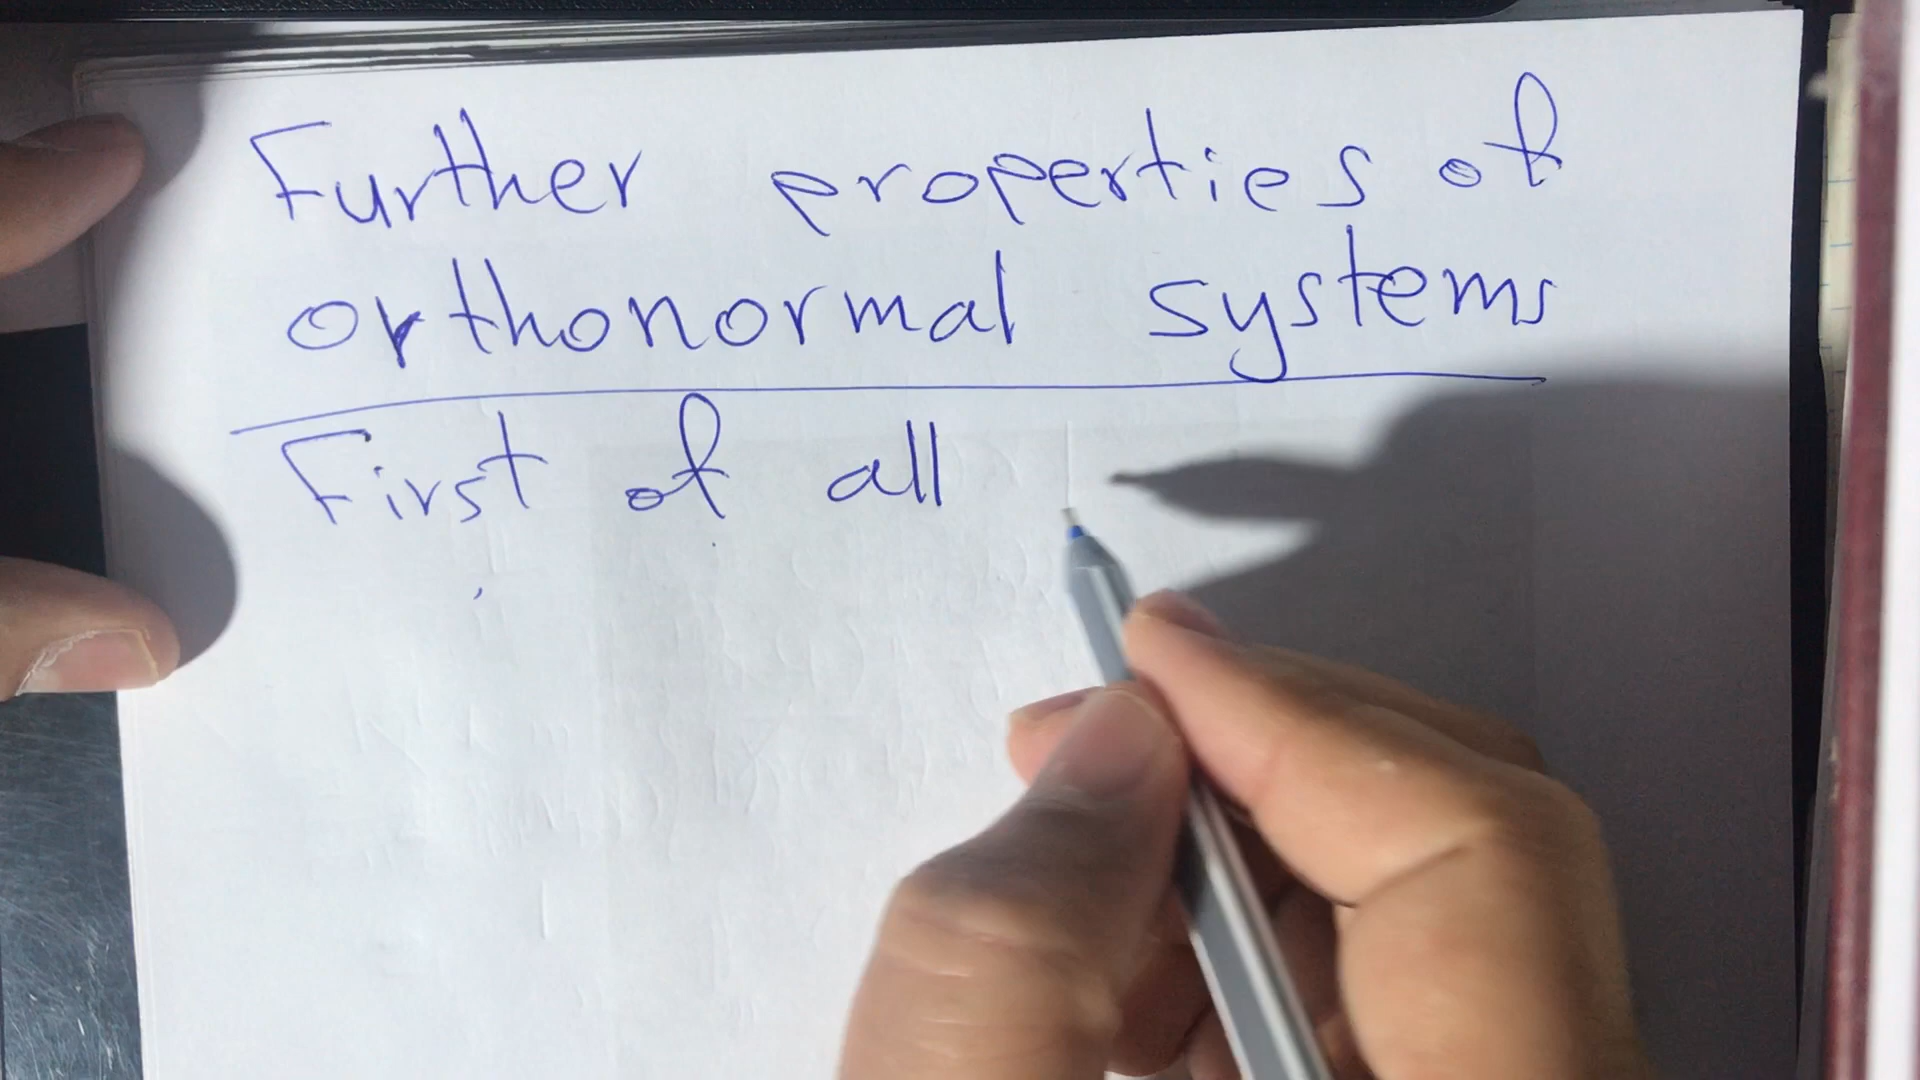 Further properties of
orthonormal systems
First of all